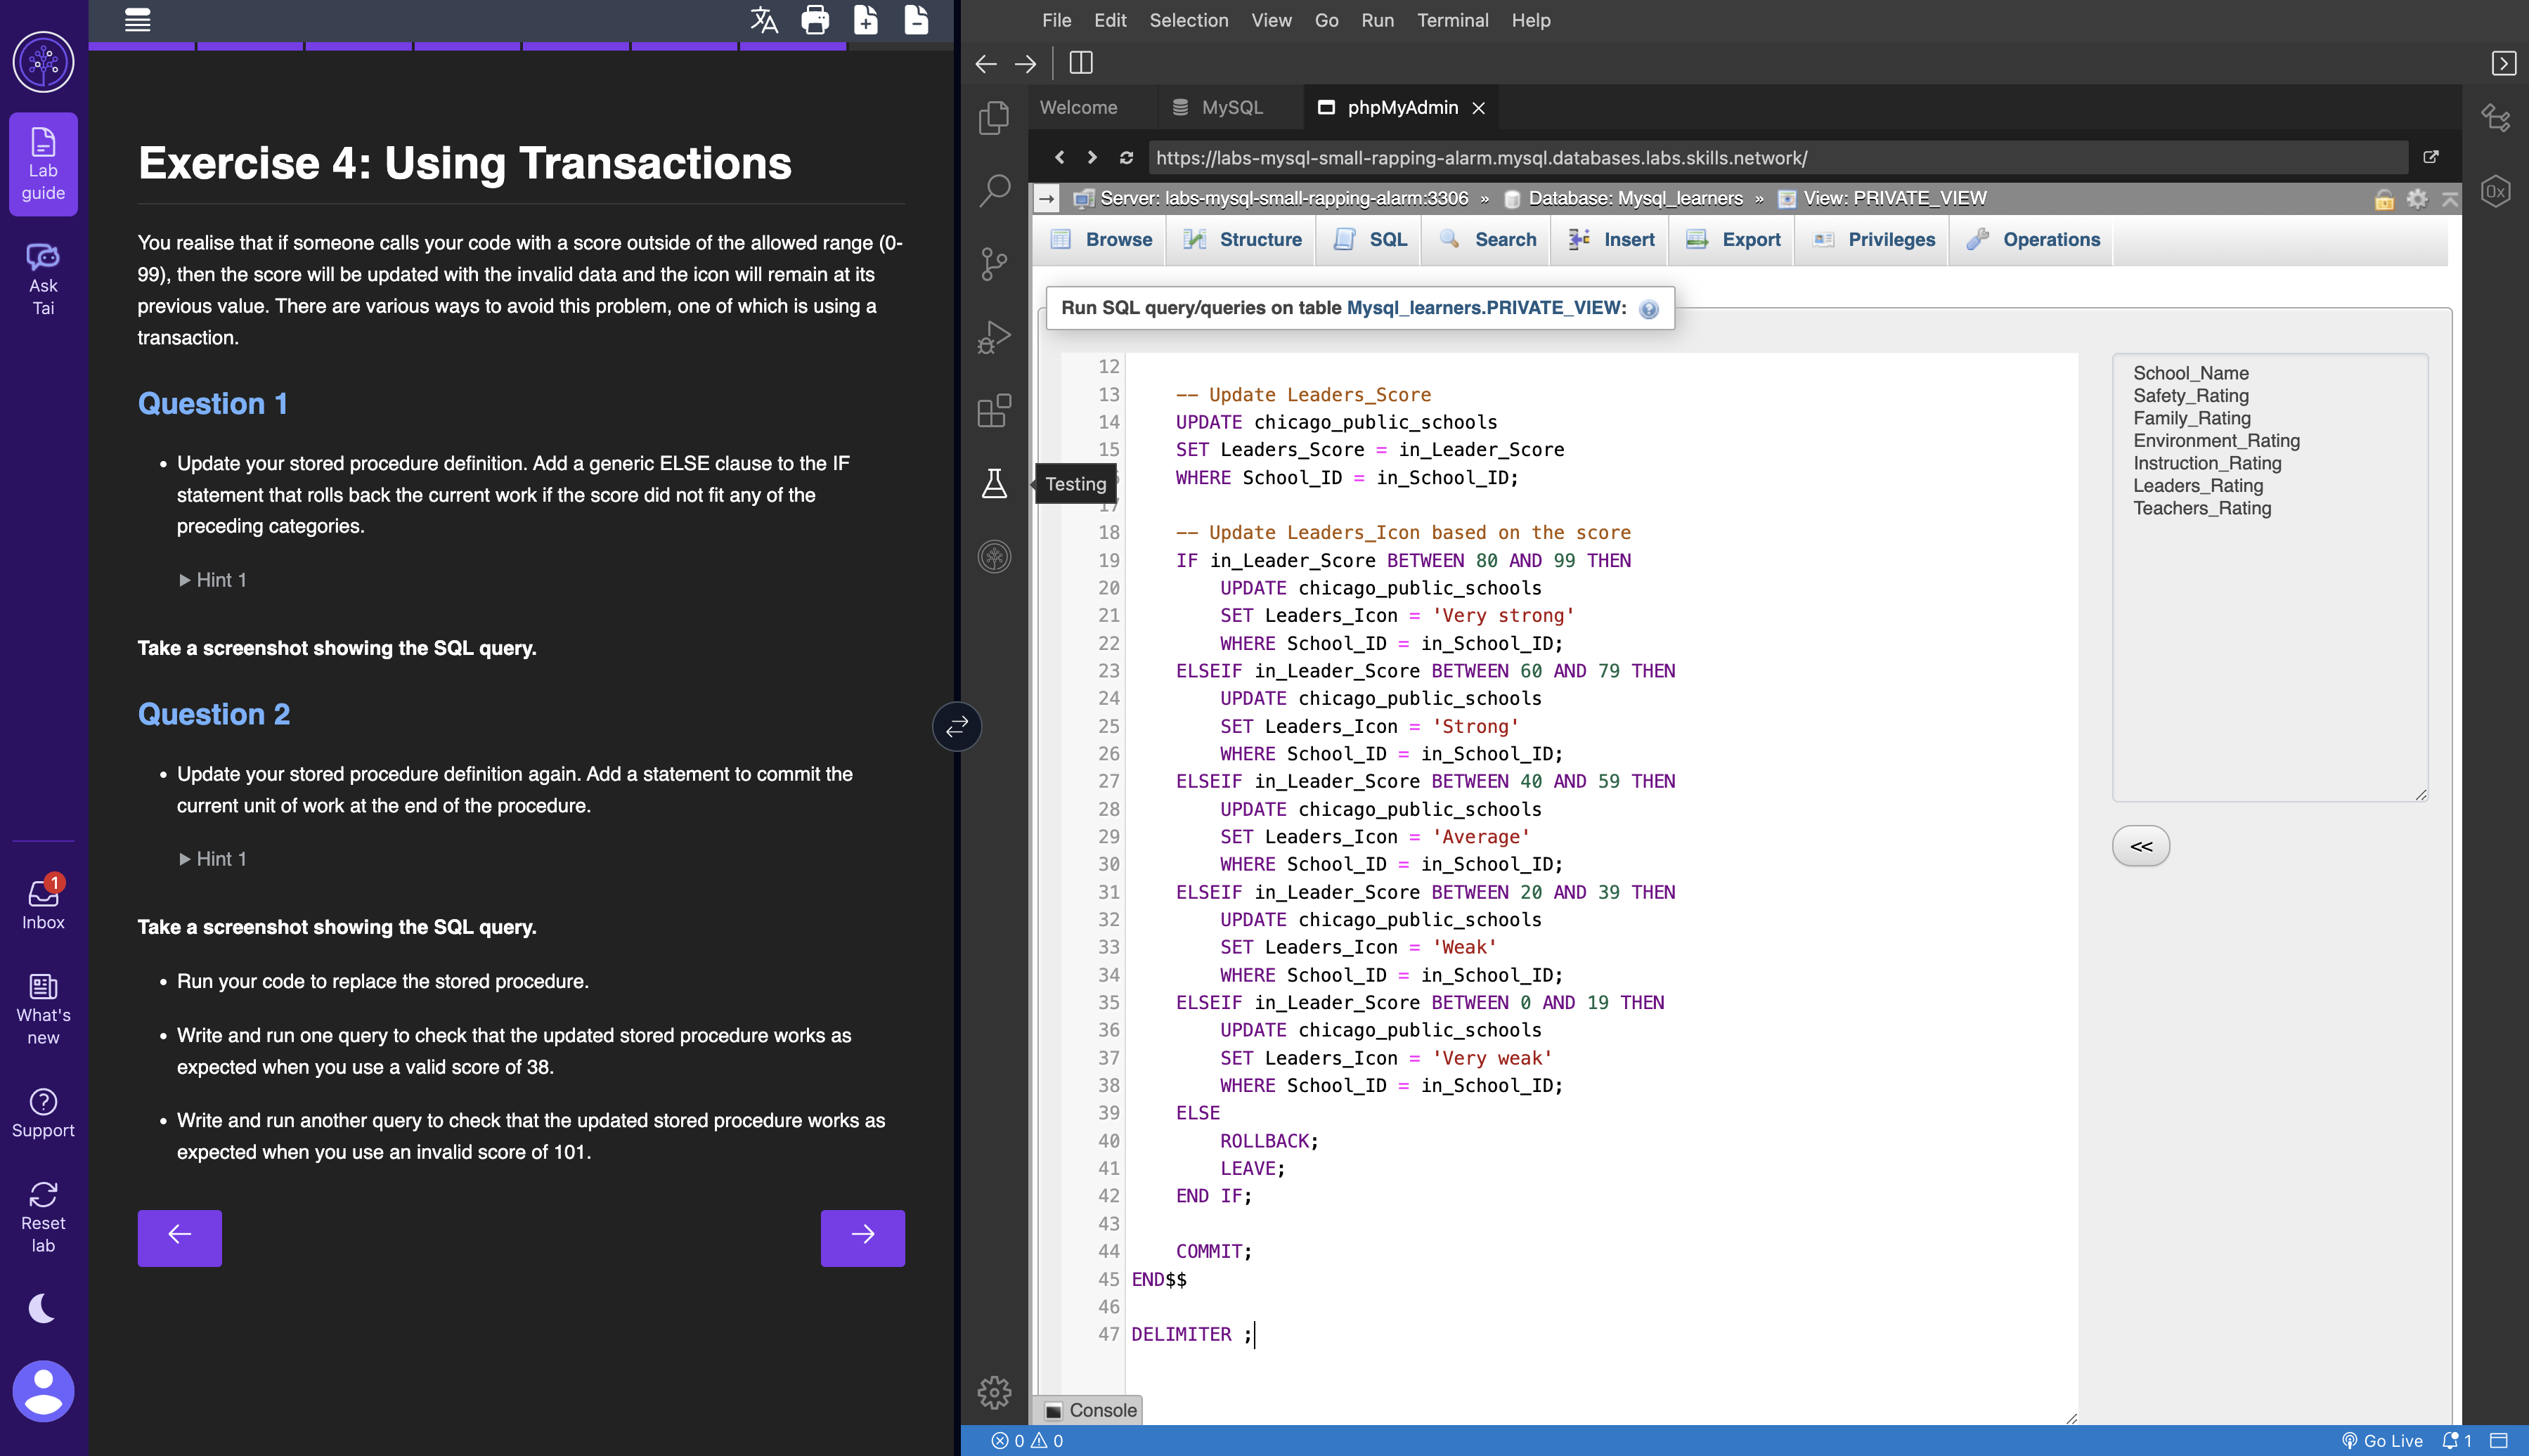 Lab
guide
Ask
Tai
1
Inbox
What's
new
Support
Reset
lab
Exercise 4: Using Transactions
You realise that if someone calls your code with a score outside of the allowed range (0-
99), then the score will be updated with the invalid data and the icon will remain at its
previous value. There are various ways to avoid this problem, one of which is using a
transaction.
Question 1
• Update your stored procedure definition. Add a generic ELSE clause to the IF
statement that rolls back the current work if the score did not fit any of the
preceding categories.
▶ Hint 1
Take a screenshot showing the SQL query.
Question 2
• Update your stored procedure definition again. Add a statement to commit the
current unit of work at the end of the procedure.
▶ Hint 1
Take a screenshot showing the SQL query.
• Run your code to replace the stored procedure.
• Write and run one query to check that the updated stored procedure works as
expected when you use a valid score of 38.
• Write and run another query to check that the updated stored procedure works as
expected when you use an invalid score of 101.
File Edit Selection View Go Run Terminal Help
Welcome MySQL phpMyAdmin
https://labs-mysql-small-rapping-alarm.mysql.databases.labs.skills.network/
Server: labs-mysql-small-rapping-alarm:3306 » Database: Mysql_learners » View: PRIVATE_VIEW
Browse Structure SQL Search Insert Export Privileges Operations
Run SQL query/queries on table Mysql_learners.PRIVATE_VIEW:
Testing
12
13 -- Update Leaders_Score
14 UPDATE chicago_public_schools
15 SET Leaders_Score = in_Leader_Score
WHERE School_ID = in_School_ID;
17
18 -- Update Leaders_Icon based on the score
19 IF in_Leader_Score BETWEEN 80 AND 99 THEN
20 UPDATE chicago_public_schools
21 SET Leaders_Icon = 'Very strong'
22 WHERE School_ID = in_School_ID;
23 ELSEIF in_Leader_Score BETWEEN 60 AND 79 THEN
24 UPDATE chicago_public_schools
25 SET Leaders_Icon = 'Strong'
26 WHERE School_ID = in_School_ID;
27 ELSEIF in_Leader_Score BETWEEN 40 AND 59 THEN
28 UPDATE chicago_public_schools
29 SET Leaders_Icon = 'Average'
30 WHERE School_ID = in_School_ID;
31 ELSEIF in_Leader_Score BETWEEN 20 AND 39 THEN
32 UPDATE chicago_public_schools
33 SET Leaders_Icon = 'Weak'
34 WHERE School_ID = in_School_ID;
35 ELSEIF in_Leader_Score BETWEEN 0 AND 19 THEN
36 UPDATE chicago_public_schools
37 SET Leaders_Icon = 'Very weak'
38 WHERE School_ID = in_School_ID;
39 ELSE
40 ROLLBACK;
41 LEAVE;
42 END IF;
43
44 COMMIT;
45 END$$
46
47 DELIMITER ;
School_Name
Safety_Rating
Family_Rating
Environment_Rating
Instruction_Rating
Leaders_Rating
Teachers_Rating
<<
0x
Console
0 0
Go Live 1